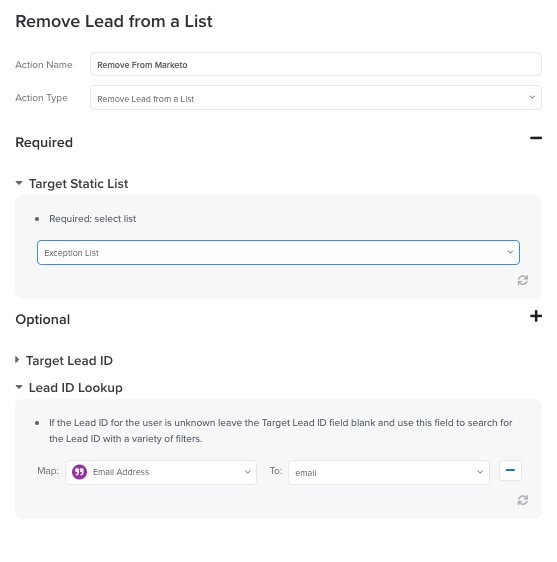 Remove Lead from a List
Action Name Remove From Marketo
Action Type Remove Lead from a List
Required
Target Static List
Required: select list
Exception List
Optional
Target Lead ID
Lead ID Lookup
If the Lead ID for the user is unknown leave the Target Lead ID field blank and use this field to search for
the Lead ID with a variety of filters.
Map: Email Address To: email